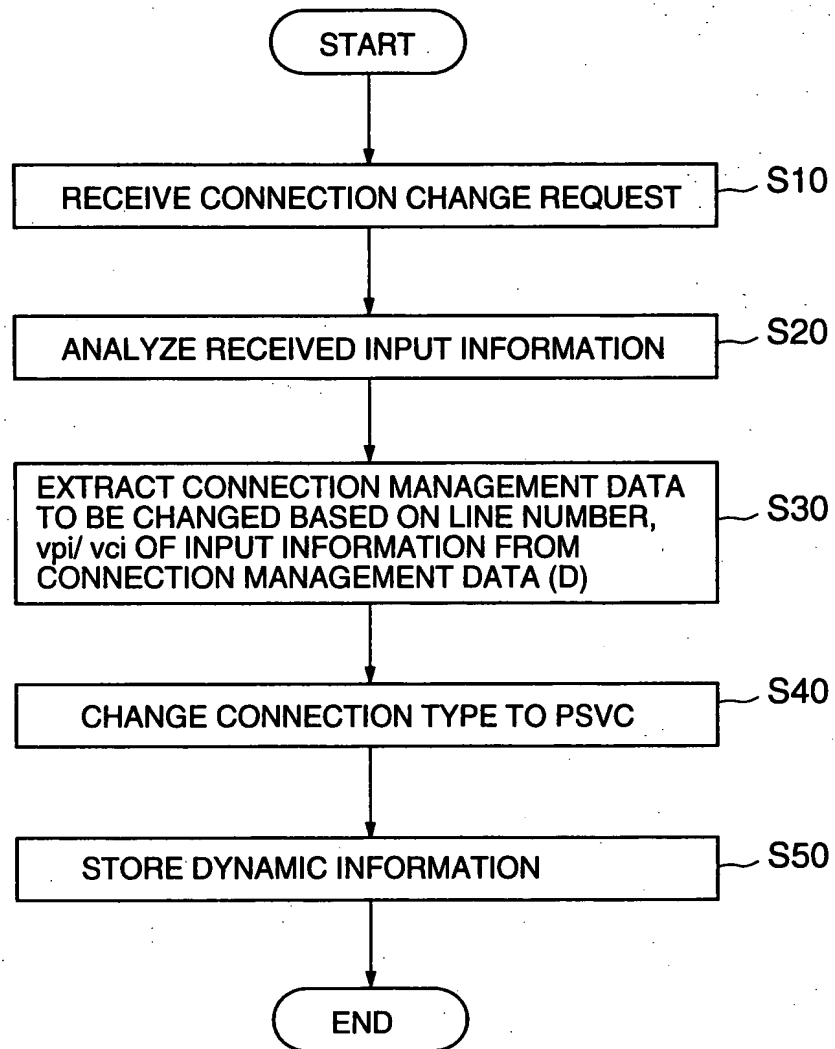 START
RECEIVE CONNECTION CHANGE REQUEST
S10
ANALYZE RECEIVED INPUT INFORMATION
S20
EXTRACT CONNECTION MANAGEMENT DATA
TO BE CHANGED BASED ON LINE NUMBER,
vpi/ vci OF INPUT INFORMATION FROM
CONNECTION MANAGEMENT DATA (D)
S30
CHANGE CONNECTION TYPE TO PSVC
S40
STORE DYNAMIC INFORMATION
S50
END